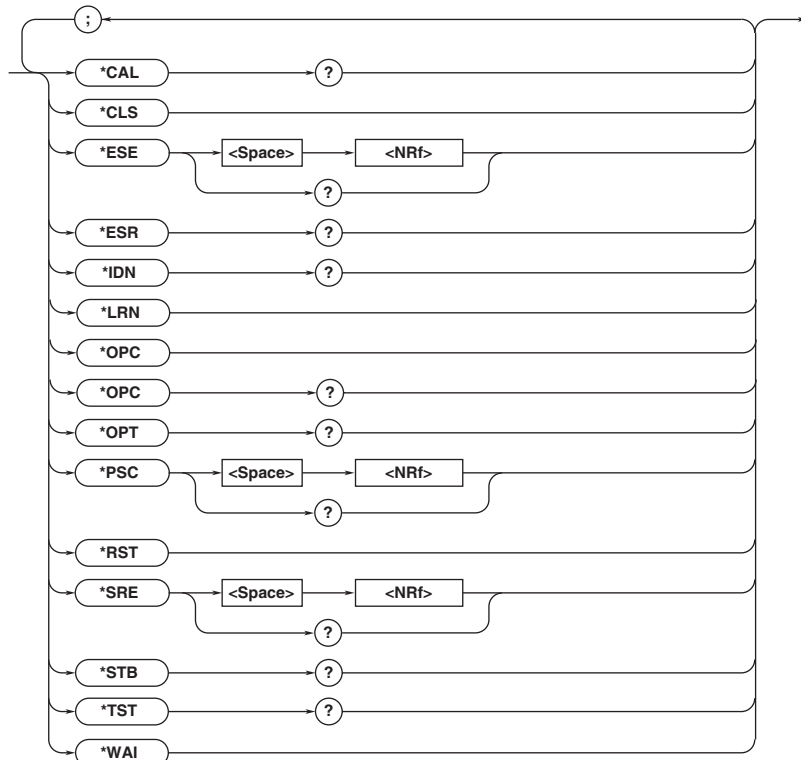 ;
*CAL ?
*CLS
*ESE <Space> <NRf>
?
*ESR ?
*IDN ?
*LRN
*OPC
*OPC ?
*OPT ?
*PSC <Space> <NRf>
?
*RST
*SRE <Space> <NRf>
?
*STB ?
*TST ?
*WAI